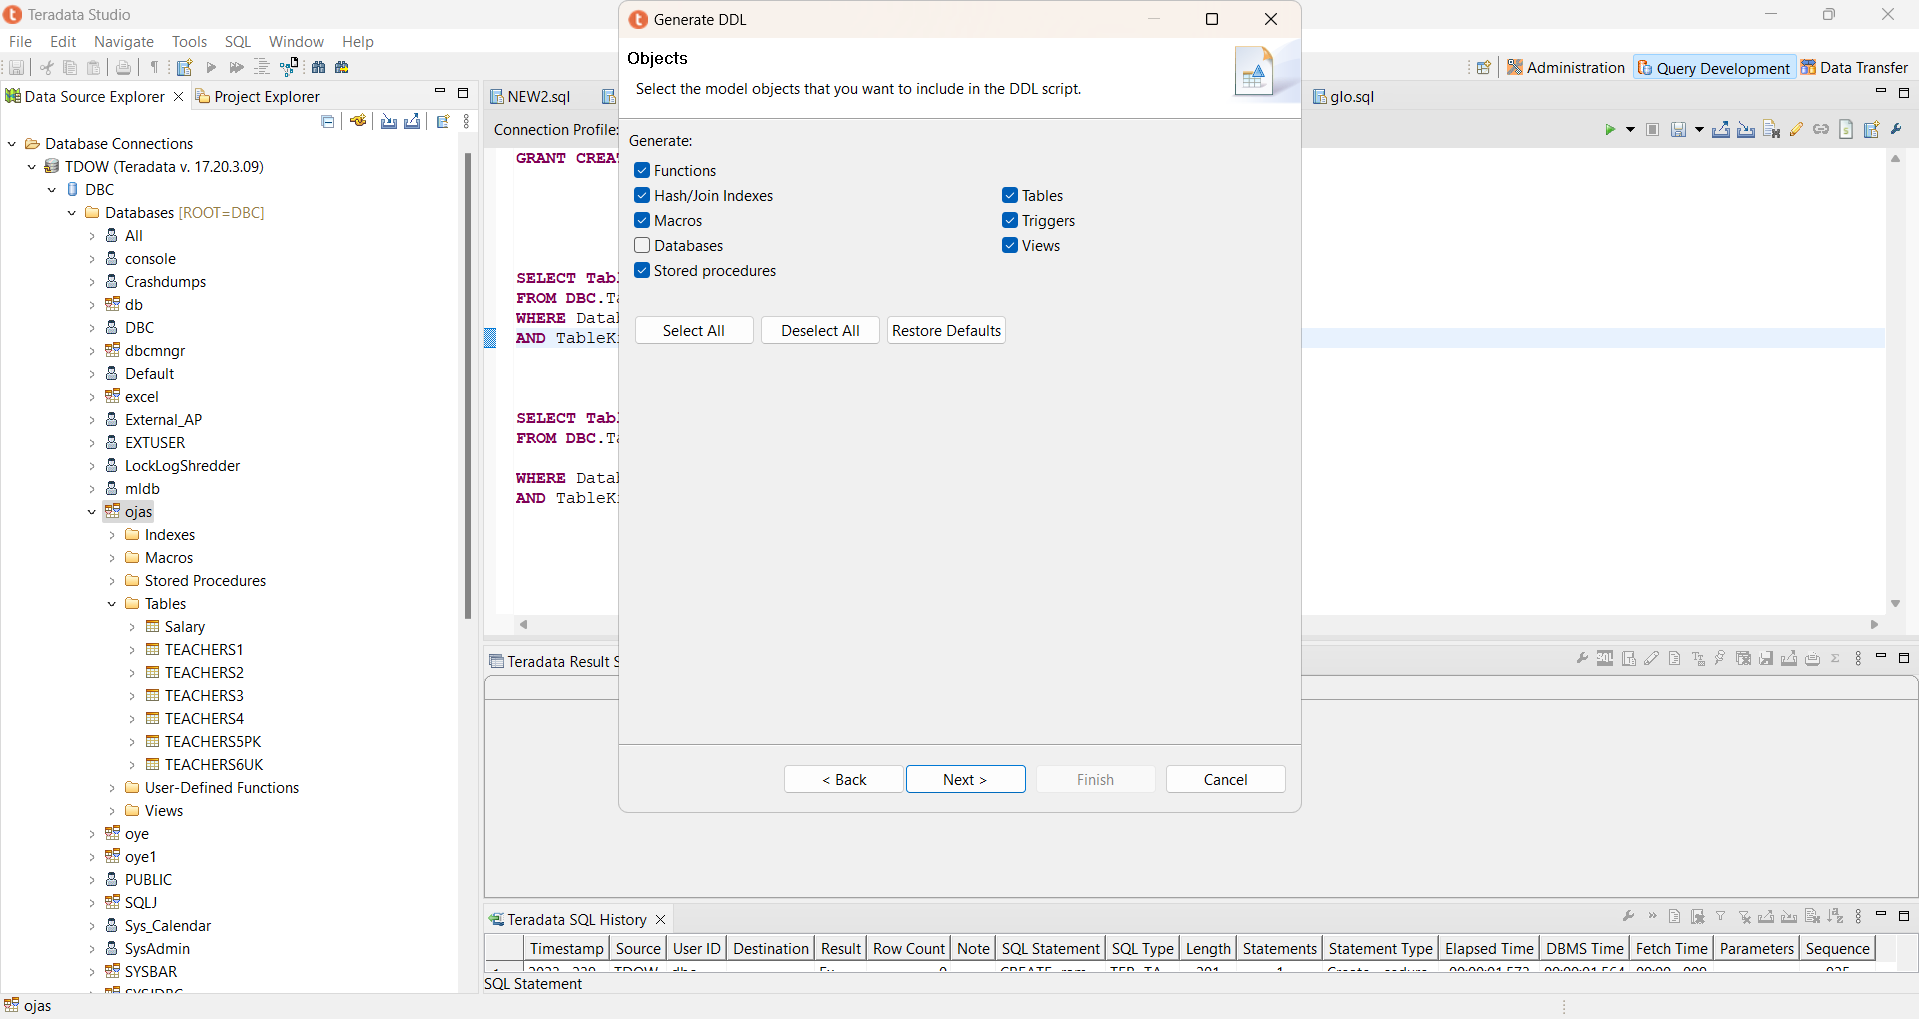 Teradata Studio
File Edit Navigate Tools SQL Window Help
Administration Query Development Data Transfer
Data Source Explorer Project Explorer
Database Connections
TDOW (Teradata v. 17.20.3.09)
DBC
Databases [ROOT=DBC]
All
console
Crashdumps
db
DBC
dbcmngr
Default
excel
External_AP
EXTUSER
LockLogShredder
mldb
ojas
Indexes
Macros
Stored Procedures
Tables
Salary
TEACHERS1
TEACHERS2
TEACHERS3
TEACHERS4
TEACHERS5PK
TEACHERS6UK
User-Defined Functions
Views
oye
oye1
PUBLIC
SQLJ
Sys_Calendar
SysAdmin
SYSBAR
ojas
NEW2.sql
glo.sql
Connection Profile:
GRANT CREA
SELECT Tab
FROM DBC.Ta
WHERE Datab
AND TableKi
SELECT Tab
FROM DBC.Ta
WHERE Datab
AND TableKi
Generate DDL
Objects
Select the model objects that you want to include in the DDL script.
Generate:
Functions
Hash/Join Indexes Tables
Macros Triggers
Databases Views
Stored procedures
Select All Deselect All Restore Defaults
< Back Next > Finish Cancel
Teradata Result S
SQL
Teradata SQL History
Timestamp Source User ID Destination Result Row Count Note SQL Statement SQL Type Length Statements Statement Type Elapsed Time DBMS Time Fetch Time Parameters Sequence
SQL Statement